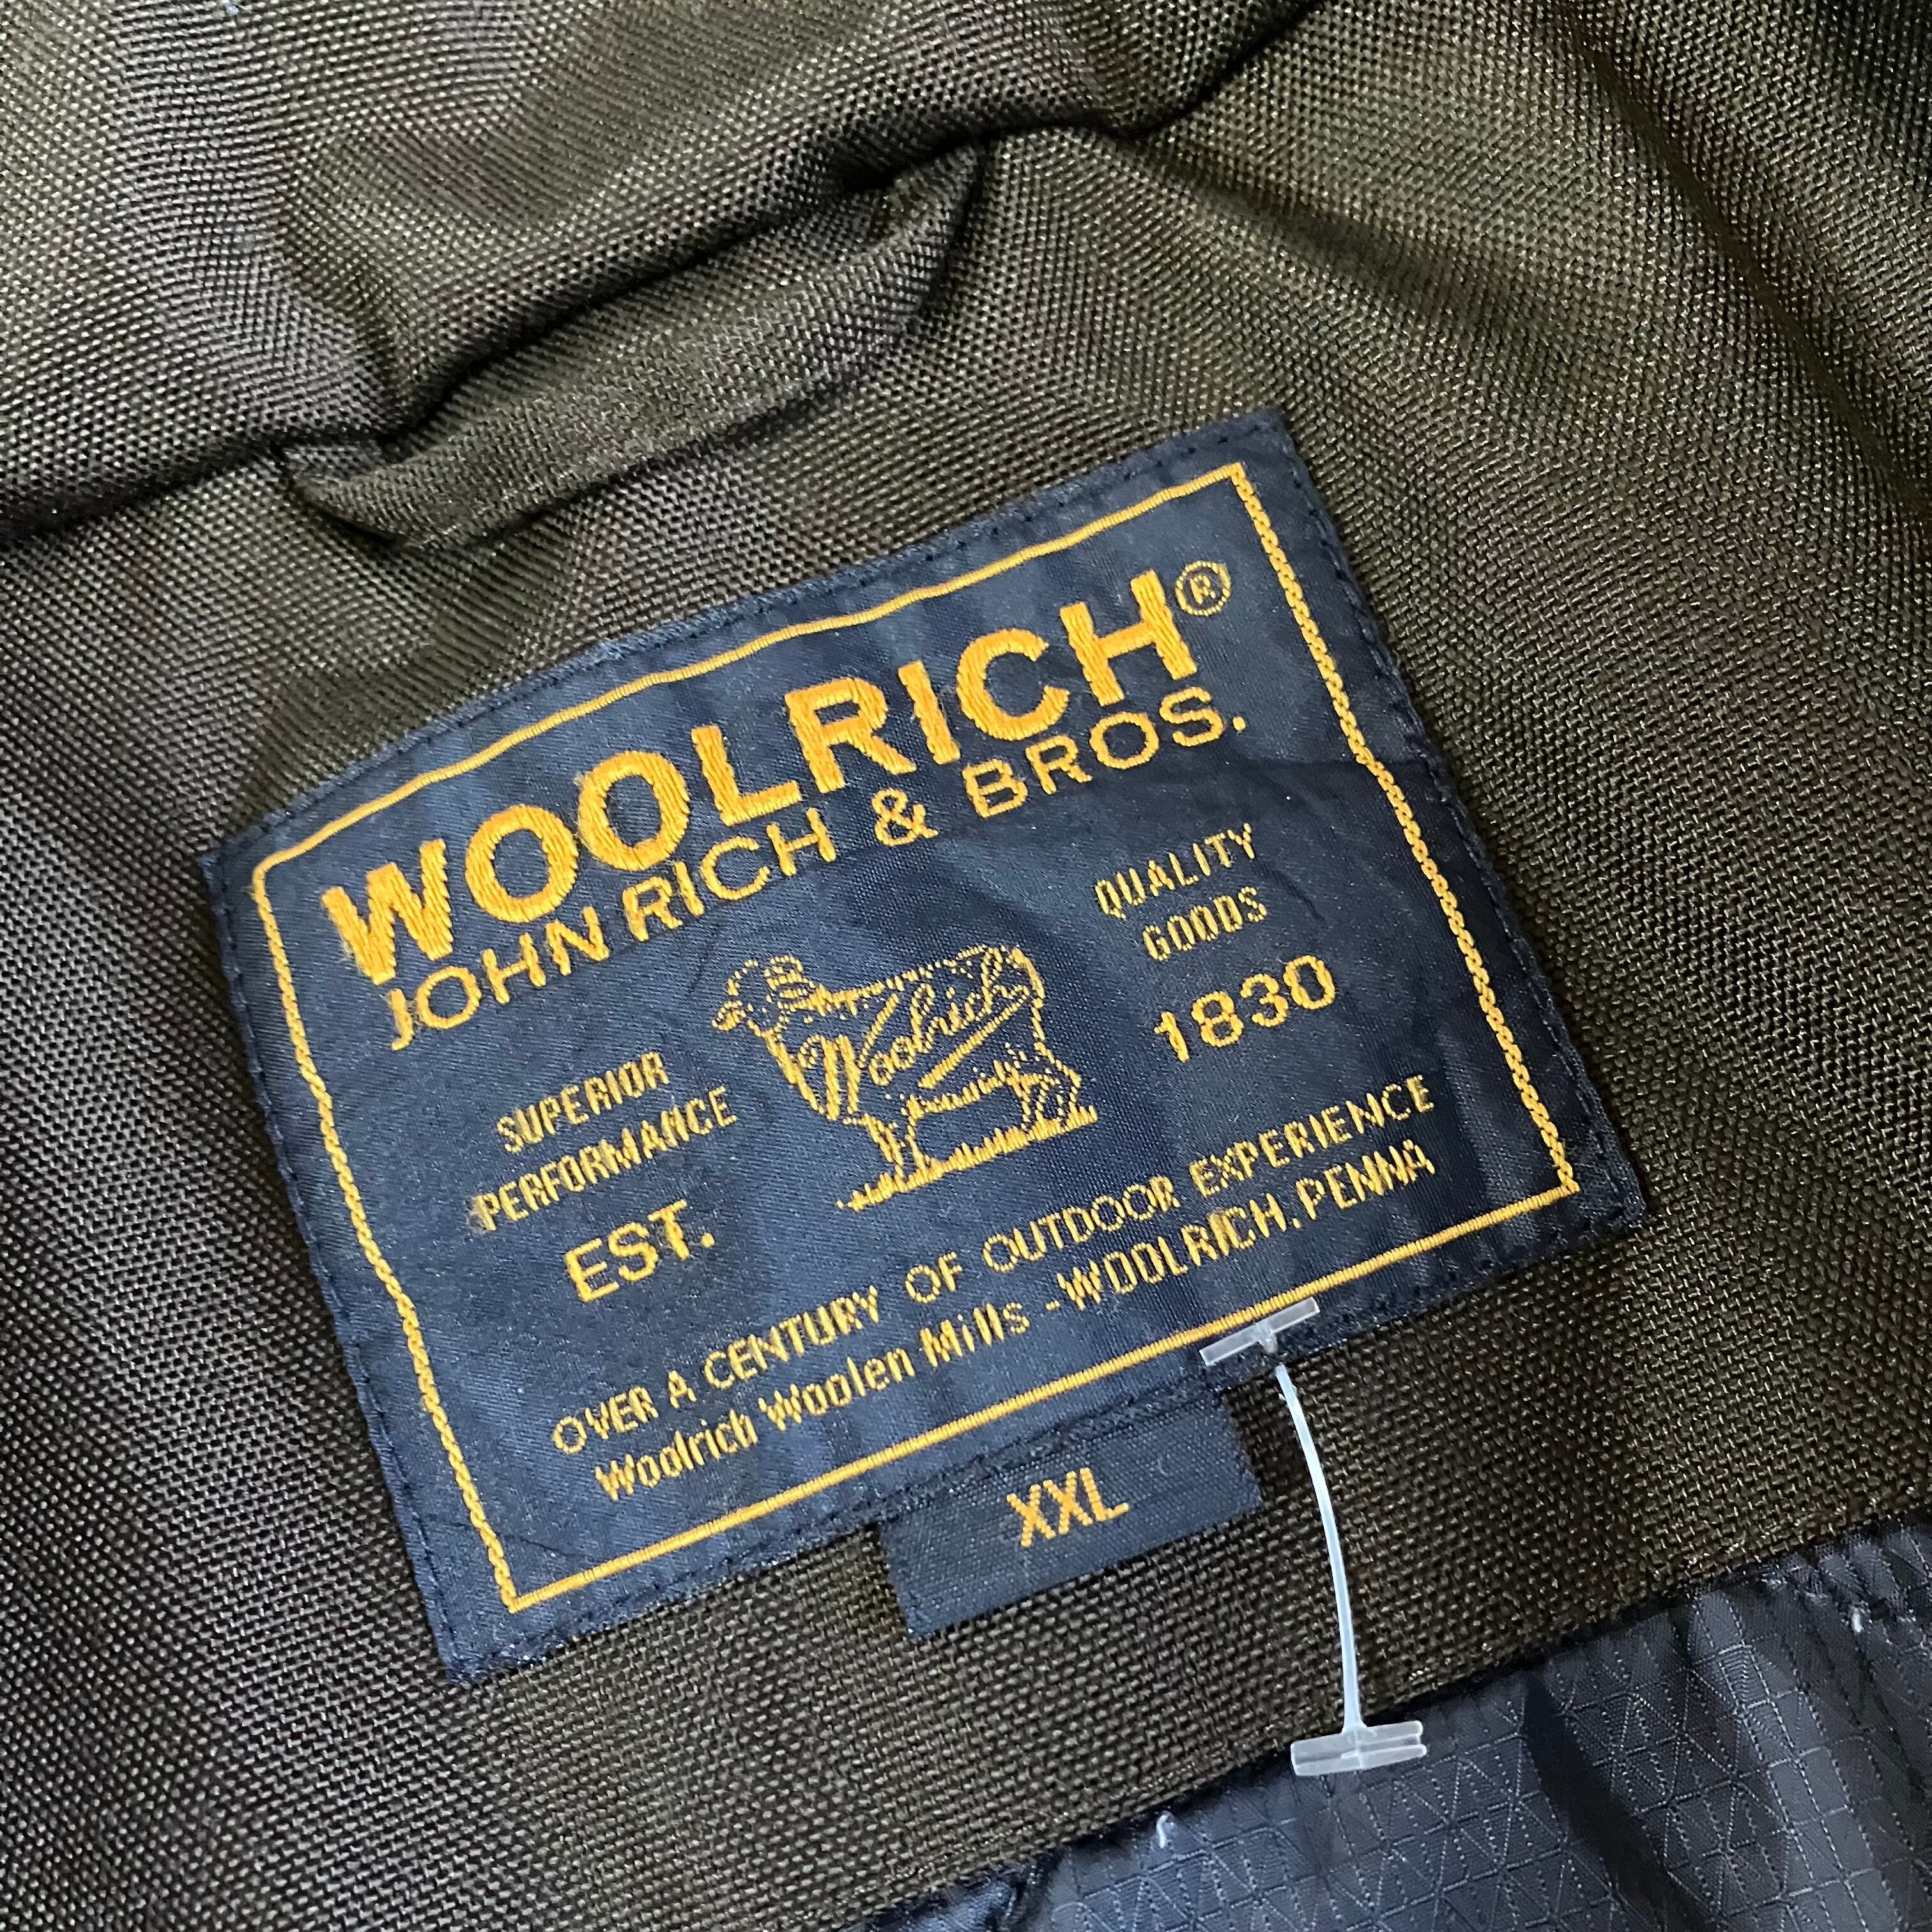 WOOLRICH®
JOHN RICH & BROS.
SUPERIOR
PERFORMANCE
Woolrich
QUALITY
GOODS
EST.
1830
OVER A CENTURY OF OUTDOOR EXPERIENCE
Woolrich Woolen Mills - WOOLRICH, PENNA
XXL